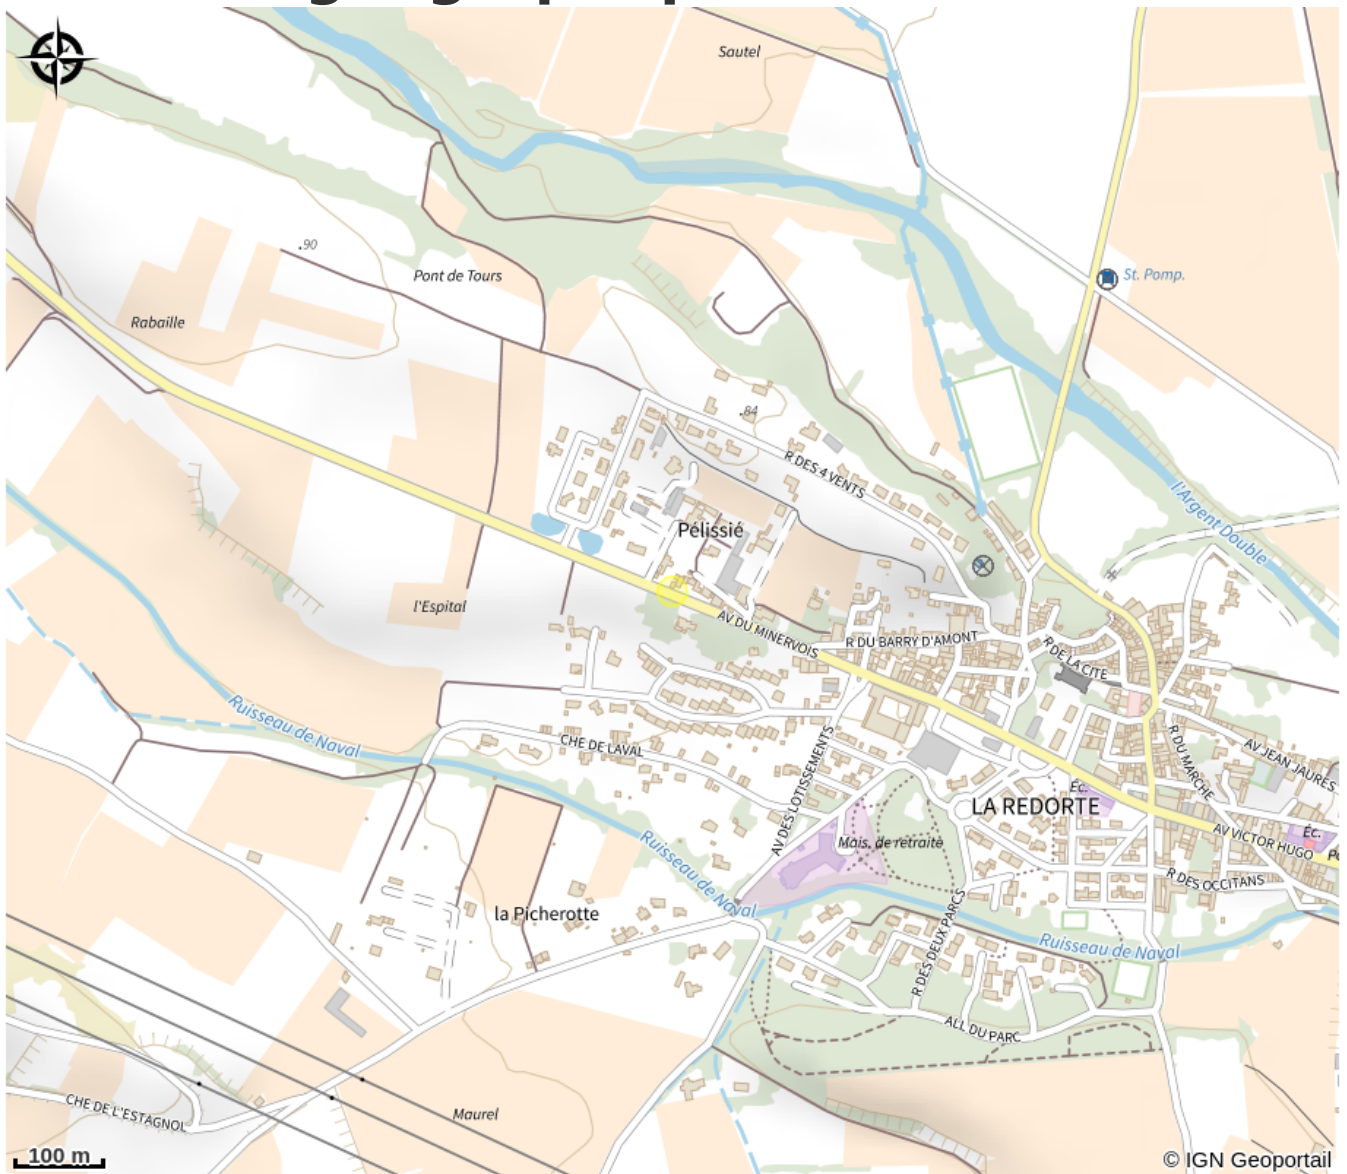 Sautel
St. Pomp.
.90
Pont de Tours
Rabaille
.84
R DES 4 VENTS
l'Argent Double
Pélissié
l'Espital
AV DU MINERVOIS
R DU BARRY D'AMONT
R DE LA CITE
Ruisseau de Naval
CHE DE LAVAL
AV DES LOTISSEMENTS
R DU MARCHE
AV JEAN JAURES
Éc.
LA REDORTE
Mais. de retraite
AV VICTOR HUGO
Éc.
Ruisseau de Naval
R DES OCCITANS
la Picherotte
R DES DEUX PARCS
Ruisseau de Naval
ALL DU PARC
CHE DE L'ESTAGNOL
Maurel
100 m
© IGN Geoportail